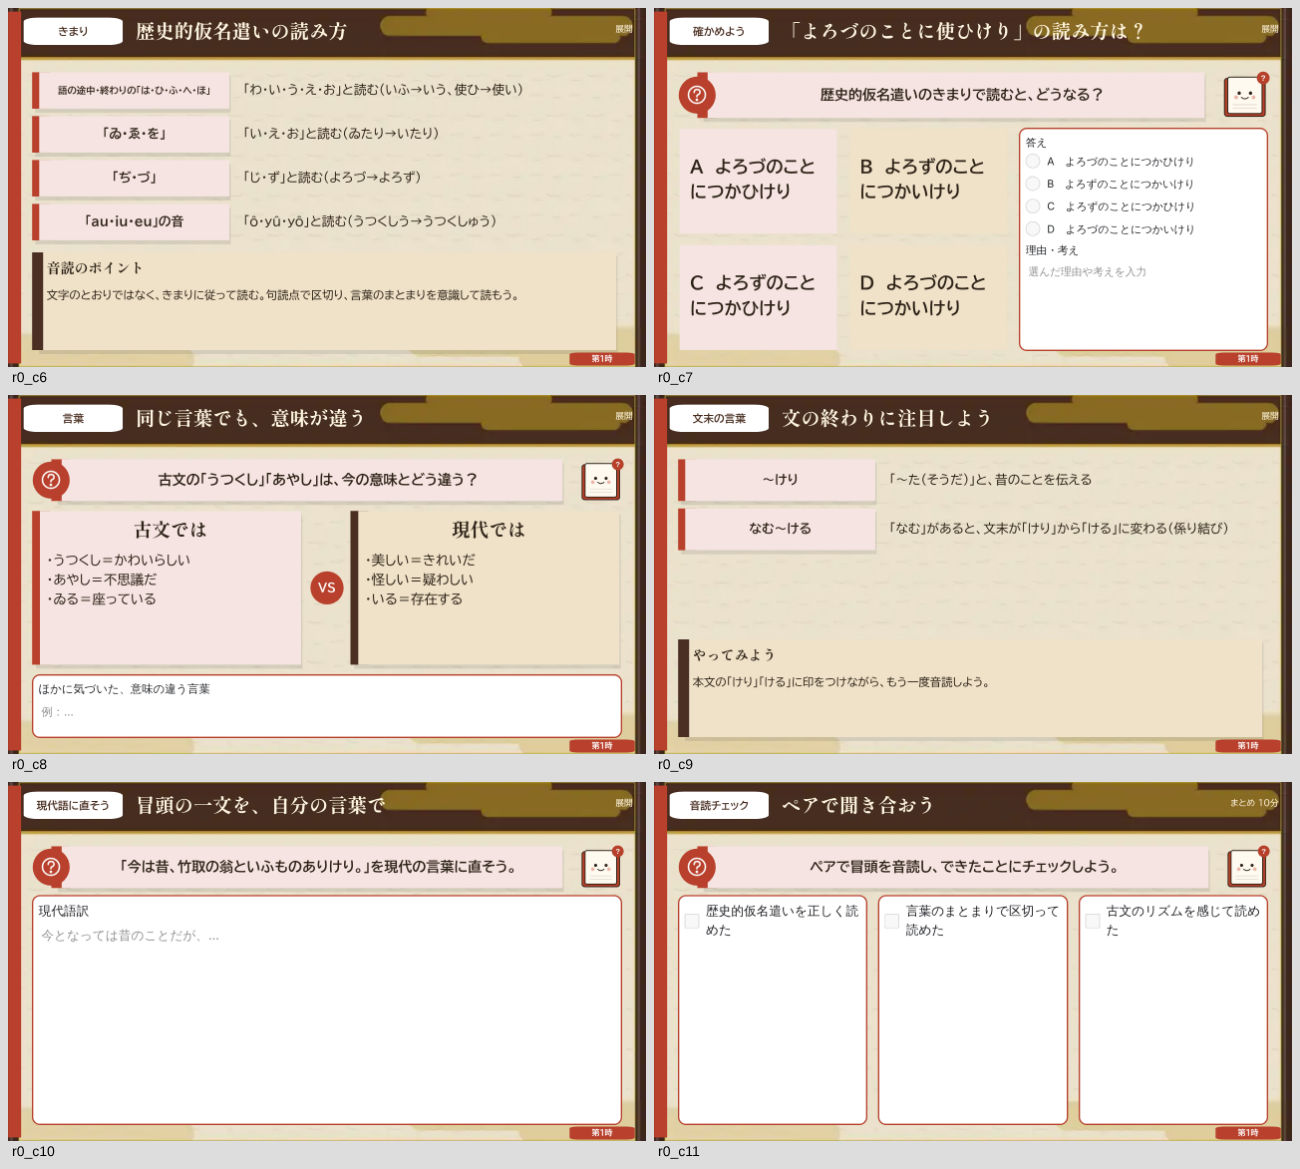 きまり
歴史的仮名遣いの読み方
展開
語の途中・終わりの「は・ひ・ふ・へ・ほ」
「わ・い・う・え・お」と読む(いふ→いう、使ひ→使い)
「ゐ・ゑ・を」
「い・え・お」と読む(ゐたり→いたり)
「ぢ・づ」
「じ・ず」と読む(よろづ→よろず)
「au・iu・eu」の音
「ô・yû・yô」と読む(うつくしう→うつくしゅう)
音読のポイント
文字のとおりではなく、きまりに従って読む。句読点で区切り、言葉のまとまりを意識して読もう。
第1時
r0_c6
確かめよう
「よろづのことに使ひけり」の読み方は？
展開
?
歴史的仮名遣いのきまりで読むと、どうなる？
?
A よろづのこと
につかひけり
B よろずのこと
につかいけり
C よろずのこと
につかひけり
D よろづのこと
につかいけり
答え
A よろづのことにつかひけり
B よろずのことにつかいけり
C よろずのことにつかひけり
D よろづのことにつかいけり
理由・考え
選んだ理由や考えを入力
第1時
r0_c7
言葉
同じ言葉でも、意味が違う
展開
?
古文の「うつくし」「あやし」は、今の意味とどう違う？
?
古文では
・うつくし＝かわいらしい
・あやし＝不思議だ
・ゐる＝座っている
VS
現代では
・美しい＝きれいだ
・怪しい＝疑わしい
・いる＝存在する
ほかに気づいた、意味の違う言葉
例：…
第1時
r0_c8
文末の言葉
文の終わりに注目しよう
展開
〜けり
「〜た(そうだ)」と、昔のことを伝える
なむ〜ける
「なむ」があると、文末が「けり」から「ける」に変わる(係り結び)
やってみよう
本文の「けり」「ける」に印をつけながら、もう一度音読しよう。
第1時
r0_c9
現代語に直そう
冒頭の一文を、自分の言葉で
展開
?
「今は昔、竹取の翁といふものありけり。」を現代の言葉に直そう。
?
現代語訳
今となっては昔のことだが、…
第1時
r0_c10
音読チェック
ペアで聞き合おう
まとめ 10分
?
ペアで冒頭を音読し、できたことにチェックしよう。
?
歴史的仮名遣いを正しく読
めた
言葉のまとまりで区切って
読めた
古文のリズムを感じて読め
た
第1時
r0_c11